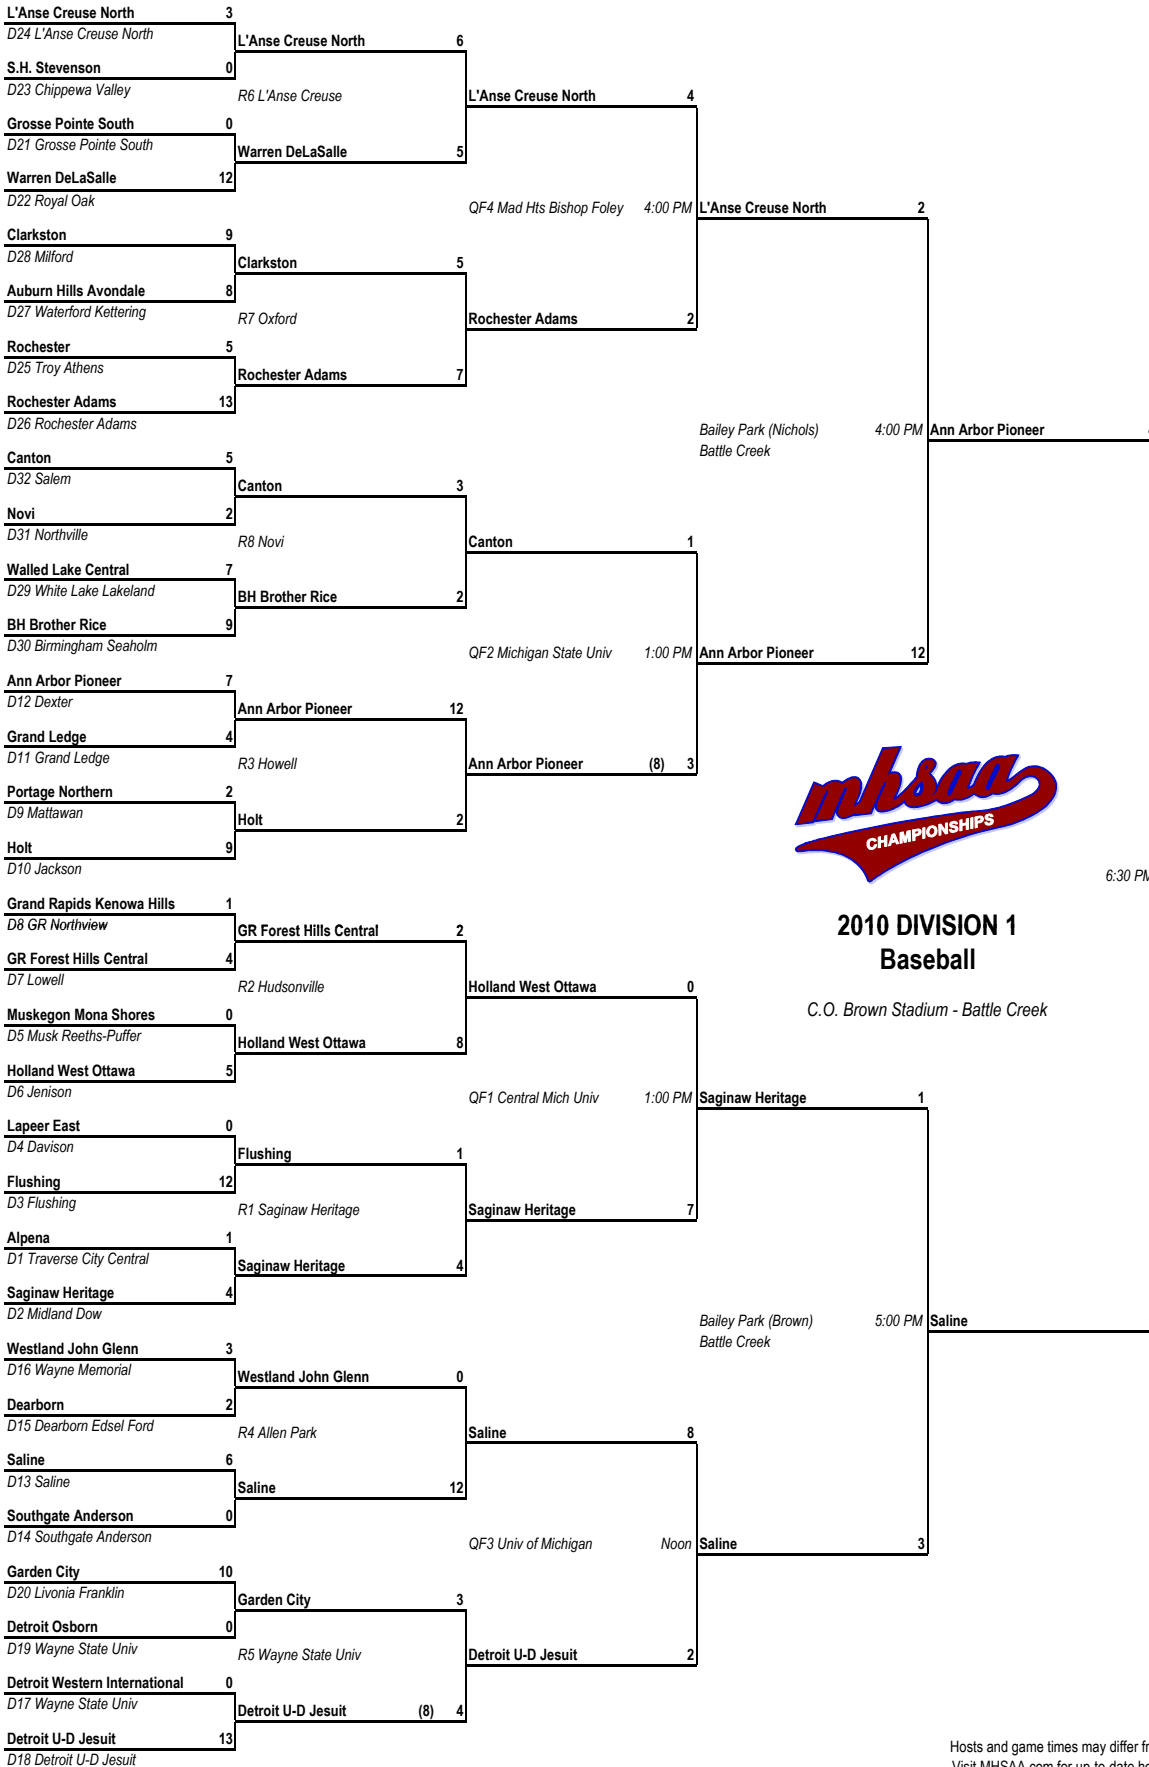 L'Anse Creuse North 3
D24 L'Anse Creuse North
L'Anse Creuse North 6
S.H. Stevenson 0
D23 Chippewa Valley
R6 L'Anse Creuse
L'Anse Creuse North 4
Grosse Pointe South 0
D21 Grosse Pointe South
Warren DeLaSalle 5
Warren DeLaSalle 12
D22 Royal Oak
QF4 Mad Hts Bishop Foley 4:00 PM
L'Anse Creuse North 2
Clarkston 9
D28 Milford
Clarkston 5
Auburn Hills Avondale 8
D27 Waterford Kettering
R7 Oxford
Rochester Adams 2
Rochester 5
D25 Troy Athens
Rochester Adams 7
Rochester Adams 13
D26 Rochester Adams
Bailey Park (Nichols) 4:00 PM
Battle Creek
Ann Arbor Pioneer
Canton 5
D32 Salem
Canton 3
Novi 2
D31 Northville
R8 Novi
Canton 1
Walled Lake Central 7
D29 White Lake Lakeland
BH Brother Rice 2
BH Brother Rice 9
D30 Birmingham Seaholm
QF2 Michigan State Univ 1:00 PM
Ann Arbor Pioneer 12
Ann Arbor Pioneer 7
D12 Dexter
Ann Arbor Pioneer 12
Grand Ledge 4
D11 Grand Ledge
R3 Howell
Ann Arbor Pioneer (8) 3
Portage Northern 2
D9 Mattawan
Holt 2
Holt 9
D10 Jackson
mhsaa
CHAMPIONSHIPS
6:30 PM
2010 DIVISION 1
Baseball
C.O. Brown Stadium - Battle Creek
Grand Rapids Kenowa Hills 1
D8 GR Northview
GR Forest Hills Central 2
GR Forest Hills Central 4
D7 Lowell
R2 Hudsonville
Holland West Ottawa 0
Muskegon Mona Shores 0
D5 Musk Reeths-Puffer
Holland West Ottawa 8
Holland West Ottawa 5
D6 Jenison
QF1 Central Mich Univ 1:00 PM
Saginaw Heritage 1
Lapeer East 0
D4 Davison
Flushing 1
Flushing 12
D3 Flushing
R1 Saginaw Heritage
Saginaw Heritage 7
Alpena 1
D1 Traverse City Central
Saginaw Heritage 4
Saginaw Heritage 4
D2 Midland Dow
Bailey Park (Brown) 5:00 PM
Battle Creek
Saline
Westland John Glenn 3
D16 Wayne Memorial
Westland John Glenn 0
Dearborn 2
D15 Dearborn Edsel Ford
R4 Allen Park
Saline 8
Saline 6
D13 Saline
Saline 12
Southgate Anderson 0
D14 Southgate Anderson
QF3 Univ of Michigan Noon
Saline 3
Garden City 10
D20 Livonia Franklin
Garden City 3
Detroit Osborn 0
D19 Wayne State Univ
R5 Wayne State Univ
Detroit U-D Jesuit 2
Detroit Western International 0
D17 Wayne State Univ
Detroit U-D Jesuit (8) 4
Detroit U-D Jesuit 13
D18 Detroit U-D Jesuit
Hosts and game times may differ
Visit MHSAA.com for up to date